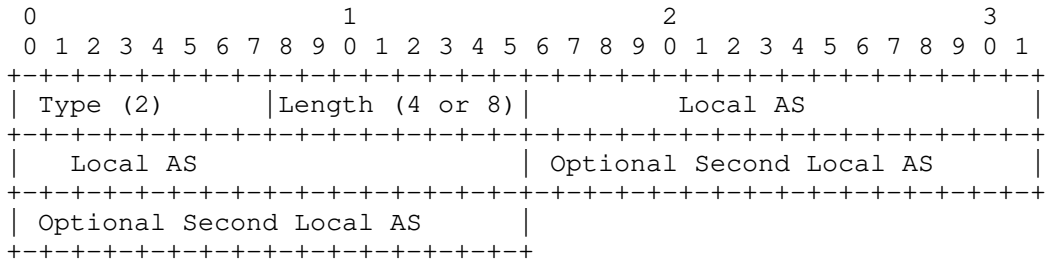 0                   1                   2                   3
 0 1 2 3 4 5 6 7 8 9 0 1 2 3 4 5 6 7 8 9 0 1 2 3 4 5 6 7 8 9 0 1
+-+-+-+-+-+-+-+-+-+-+-+-+-+-+-+-+-+-+-+-+-+-+-+-+-+-+-+-+-+-+-+-+
| Type (2)      |Length (4 or 8)|         Local AS              |
+-+-+-+-+-+-+-+-+-+-+-+-+-+-+-+-+-+-+-+-+-+-+-+-+-+-+-+-+-+-+-+-+
|   Local AS                    | Optional Second Local AS      |
+-+-+-+-+-+-+-+-+-+-+-+-+-+-+-+-+-+-+-+-+-+-+-+-+-+-+-+-+-+-+-+-+
| Optional Second Local AS      |
+-+-+-+-+-+-+-+-+-+-+-+-+-+-+-+-+